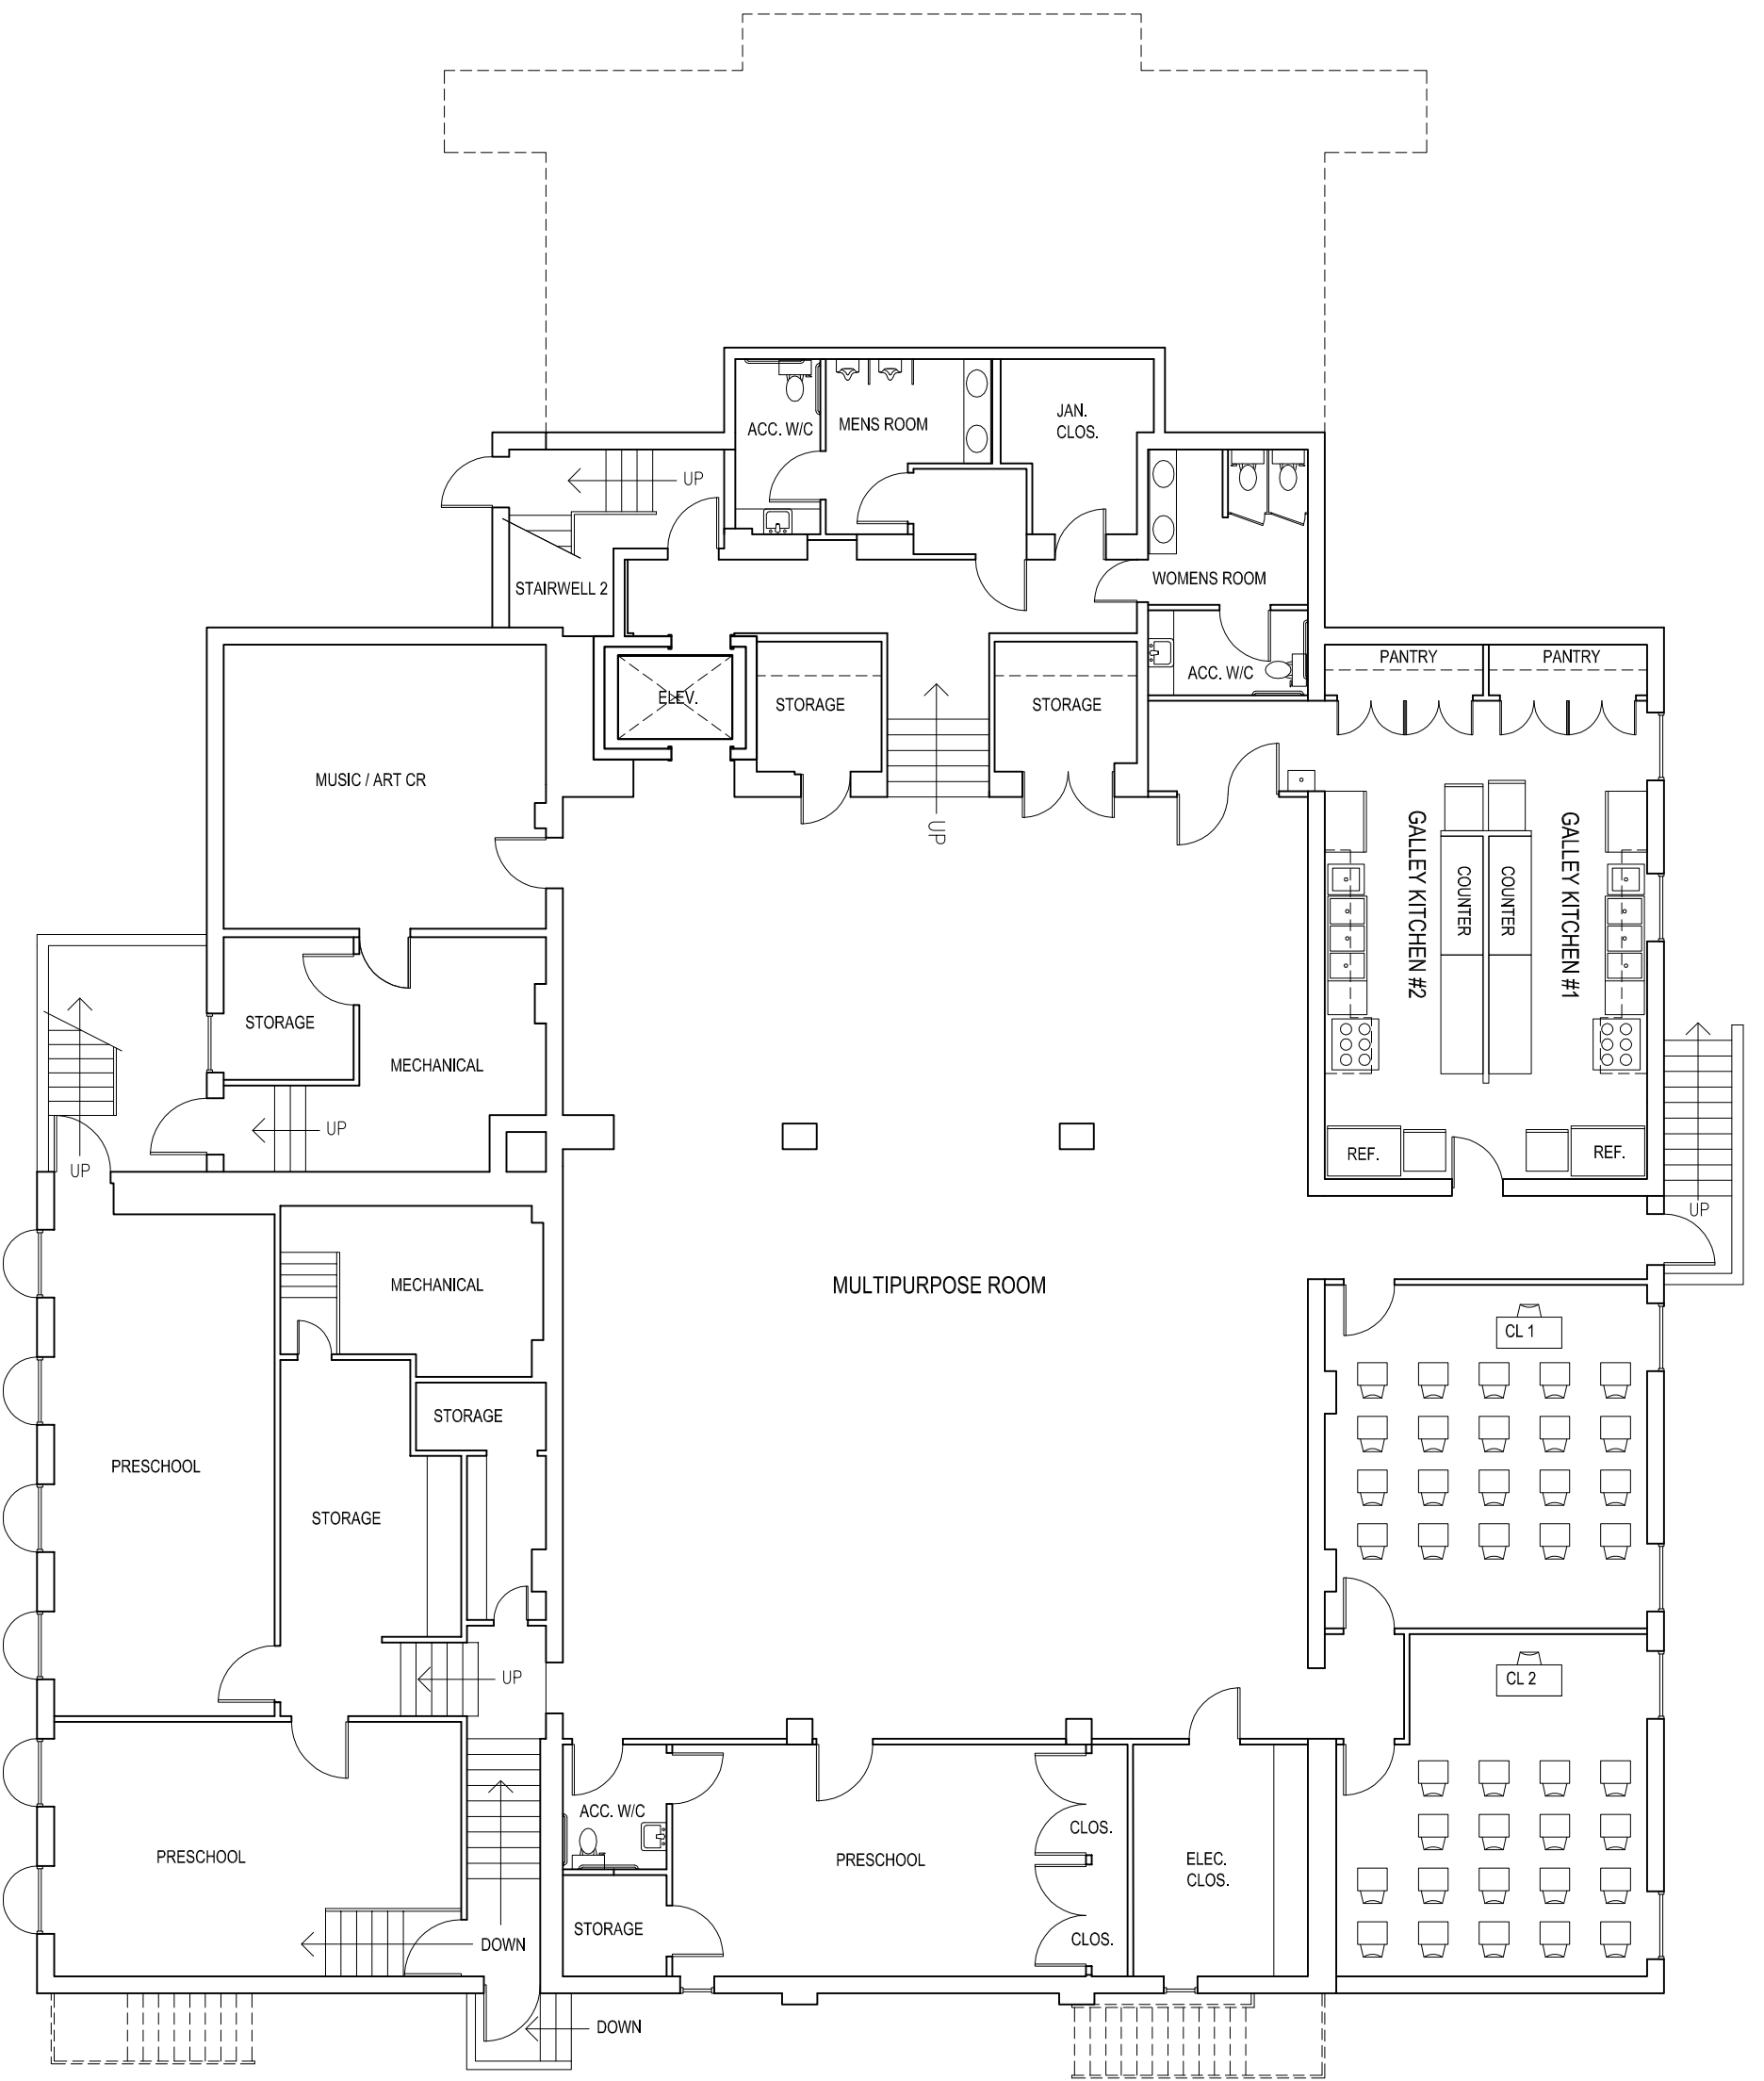 JAN.
CLOS.
MENS ROOM
ACC. W/C
UP
WOMENS ROOM
STAIRWELL 2
PANTRY
PANTRY
ACC. W/C
ELEV.
STORAGE
STORAGE
MUSIC / ART CR
UP
GALLEY KITCHEN #2
COUNTER
COUNTER
GALLEY KITCHEN #1
STORAGE
MECHANICAL
UP
UP
REF.
REF.
UP
MECHANICAL
MULTIPURPOSE ROOM
CL 1
STORAGE
PRESCHOOL
STORAGE
UP
CL 2
ACC. W/C
CLOS.
PRESCHOOL
PRESCHOOL
ELEC.
CLOS.
STORAGE
CLOS.
DOWN
DOWN